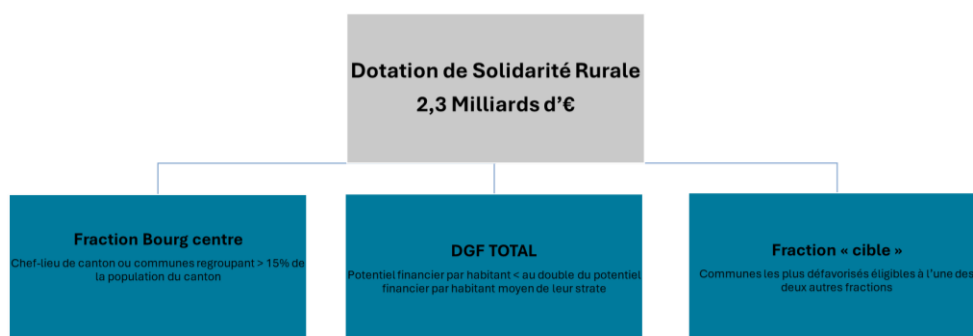 Dotation de Solidarité Rurale
2,3 Milliards d’€
Fraction Bourg centre
Chef-lieu de canton ou communes regroupant > 15% de
la population du canton
DGF TOTAL
Potentiel financier par habitant < au double du potentiel
financier par habitant moyen de leur strate
Fraction « cible »
Communes les plus défavorisés éligibles à l’une des
deux autres fractions